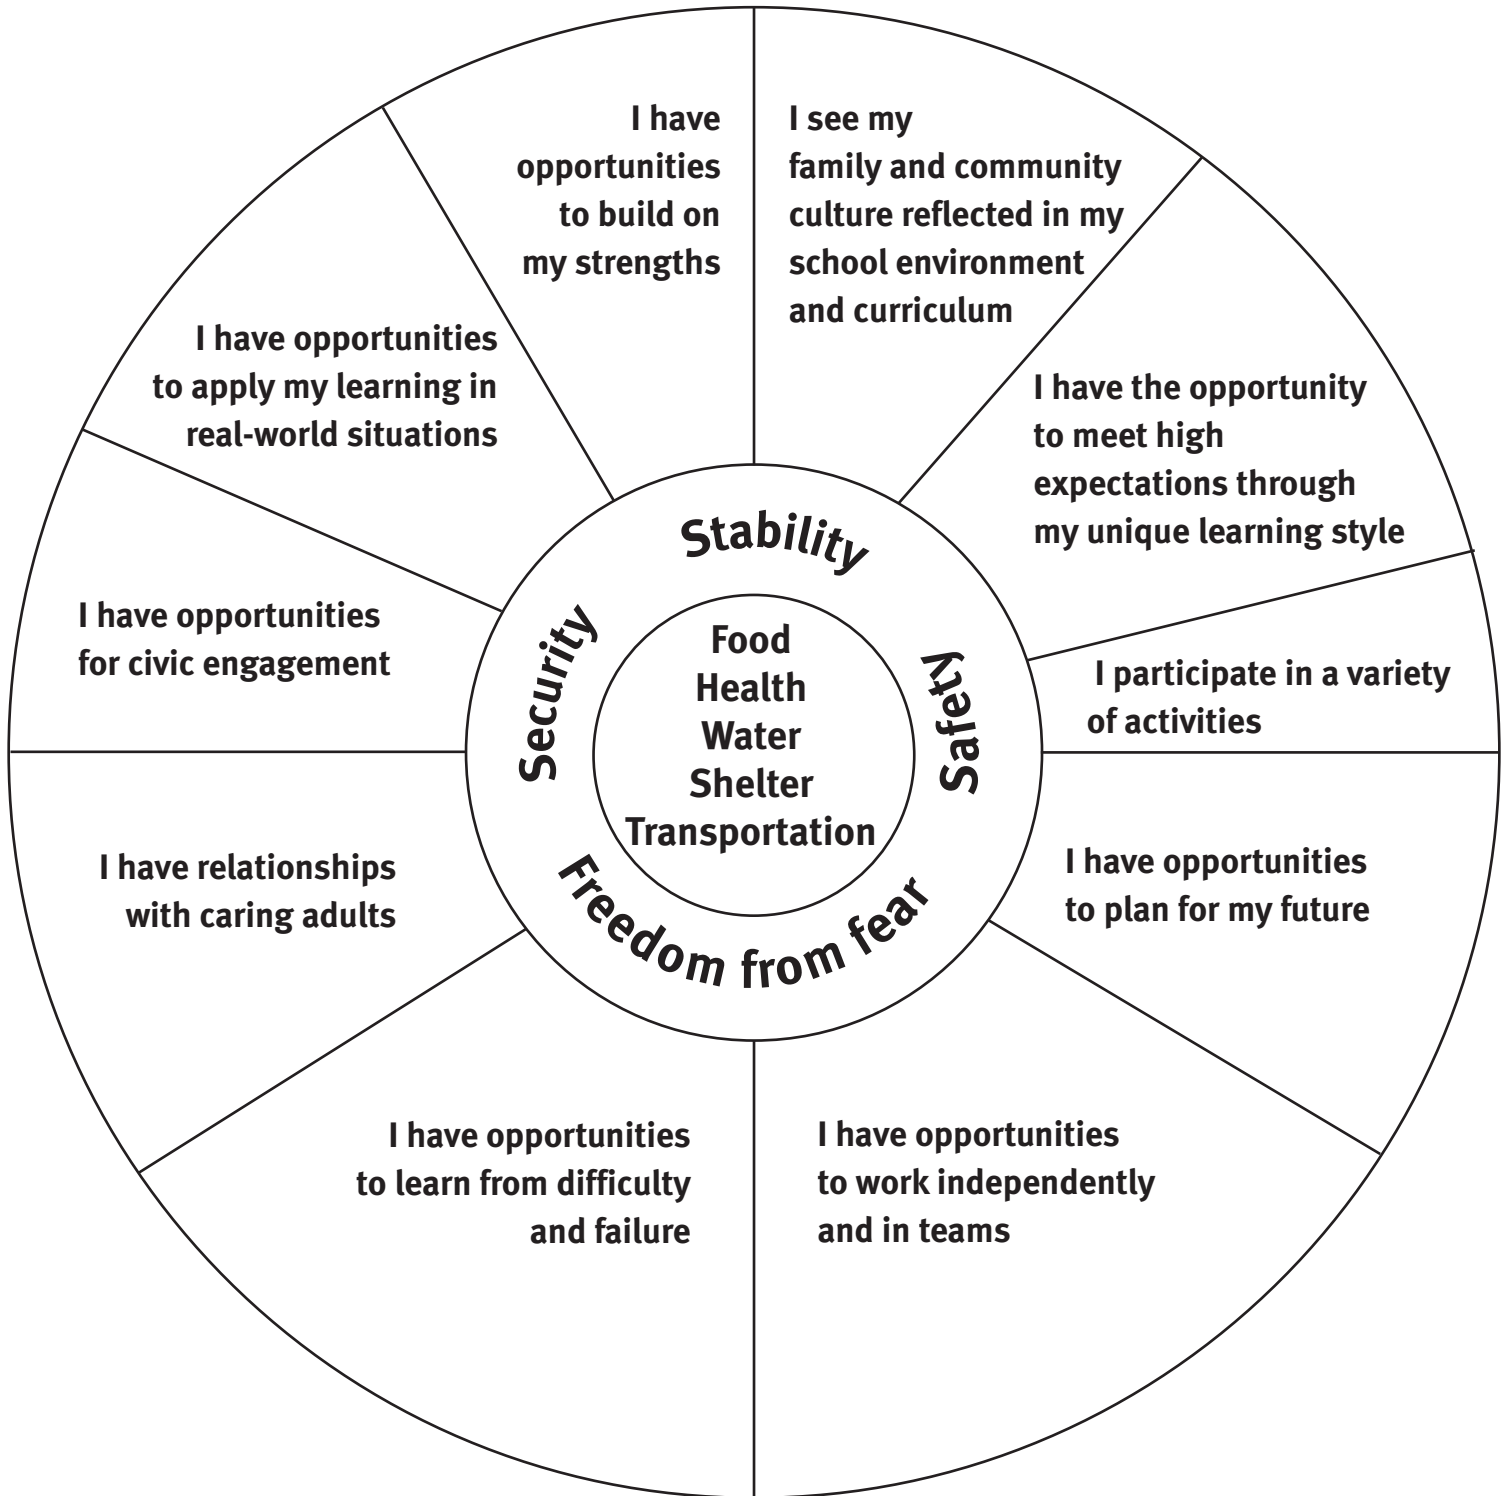 I have
opportunities
to build on
my strengths
I see my
family and community
culture reflected in my
school environment
and curriculum
I have opportunities
to apply my learning in
real-world situations
I have the opportunity
to meet high
expectations through
my unique learning style
I have opportunities
for civic engagement
I participate in a variety
of activities
Stability
Security
Safety
Freedom from fear
Food
Health
Water
Shelter
Transportation
I have relationships
with caring adults
I have opportunities
to plan for my future
I have opportunities
to learn from difficulty
and failure
I have opportunities
to work independently
and in teams